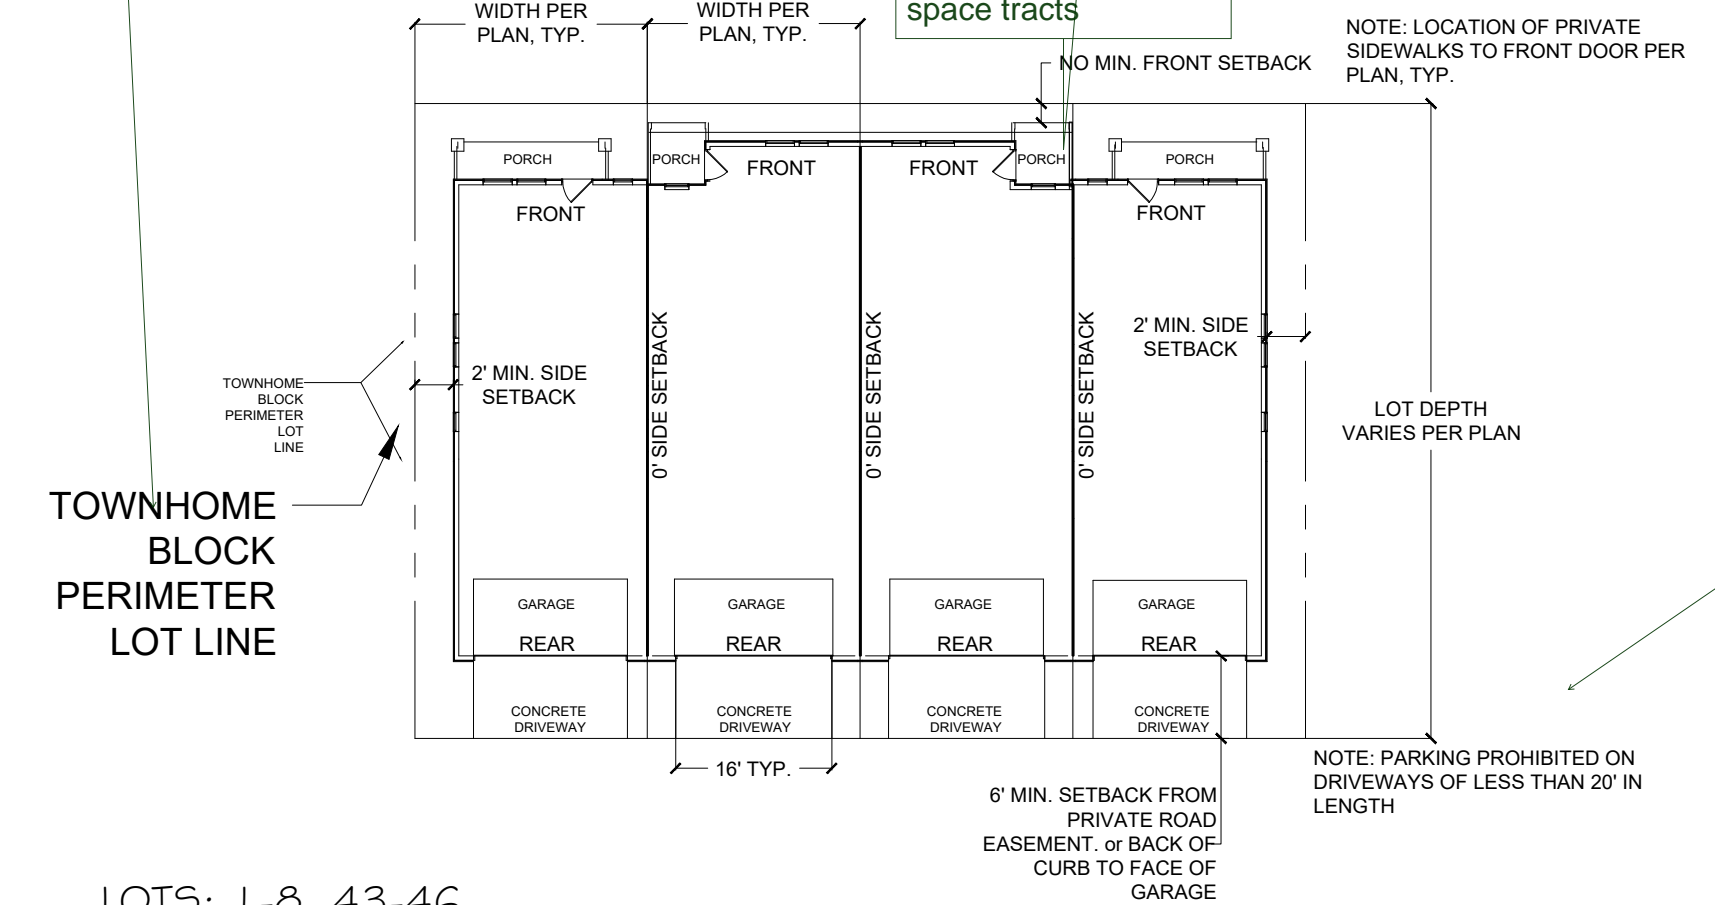 WIDTH PER
PLAN, TYP.
WIDTH PER
PLAN, TYP.
space tracts
NOTE: LOCATION OF PRIVATE
SIDEWALKS TO FRONT DOOR PER
PLAN, TYP.
NO MIN. FRONT SETBACK
PORCH
PORCH
FRONT
FRONT
PORCH
PORCH
FRONT
FRONT
2' MIN. SIDE
SETBACK
0' SIDE SETBACK
0' SIDE SETBACK
0' SIDE SETBACK
2' MIN. SIDE
SETBACK
TOWNHOME
BLOCK
PERIMETER
LOT
LINE
LOT DEPTH
VARIES PER PLAN
TOWNHOME
BLOCK
PERIMETER
LOT LINE
GARAGE
GARAGE
GARAGE
GARAGE
REAR
REAR
REAR
REAR
CONCRETE
DRIVEWAY
CONCRETE
DRIVEWAY
CONCRETE
DRIVEWAY
CONCRETE
DRIVEWAY
16' TYP.
NOTE: PARKING PROHIBITED ON
DRIVEWAYS OF LESS THAN 20' IN
LENGTH
6' MIN. SETBACK FROM
PRIVATE ROAD
EASEMENT. or BACK OF
CURB TO FACE OF
GARAGE
LOTS: 1-8, 43-46